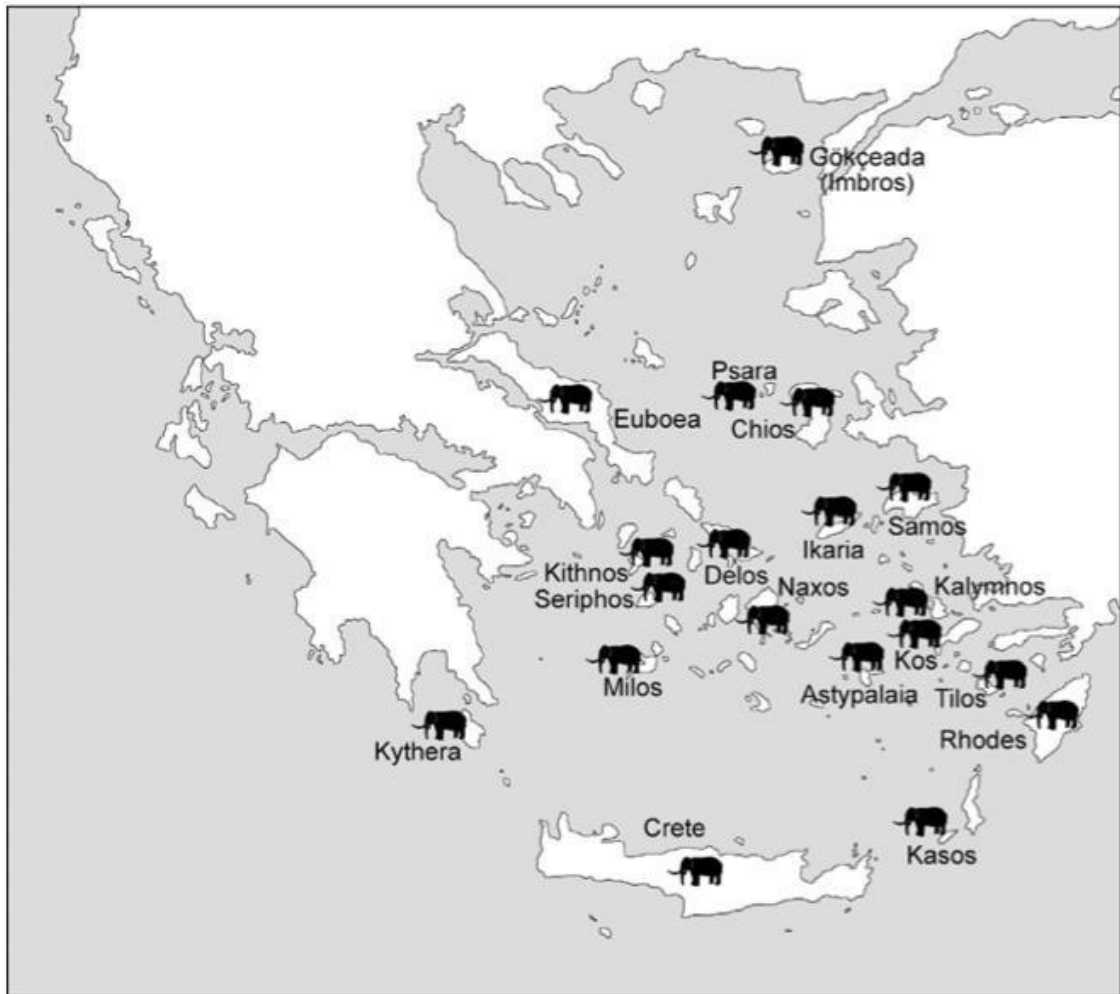 Gökçeada
(Imbros)
Psara
Euboea
Chios
Samos
Ikaria
Kithnos
Delos
Naxos
Kalymnos
Seriphos
Kos
Milos
Astypalaia
Tilos
Kythera
Rhodes
Crete
Kasos